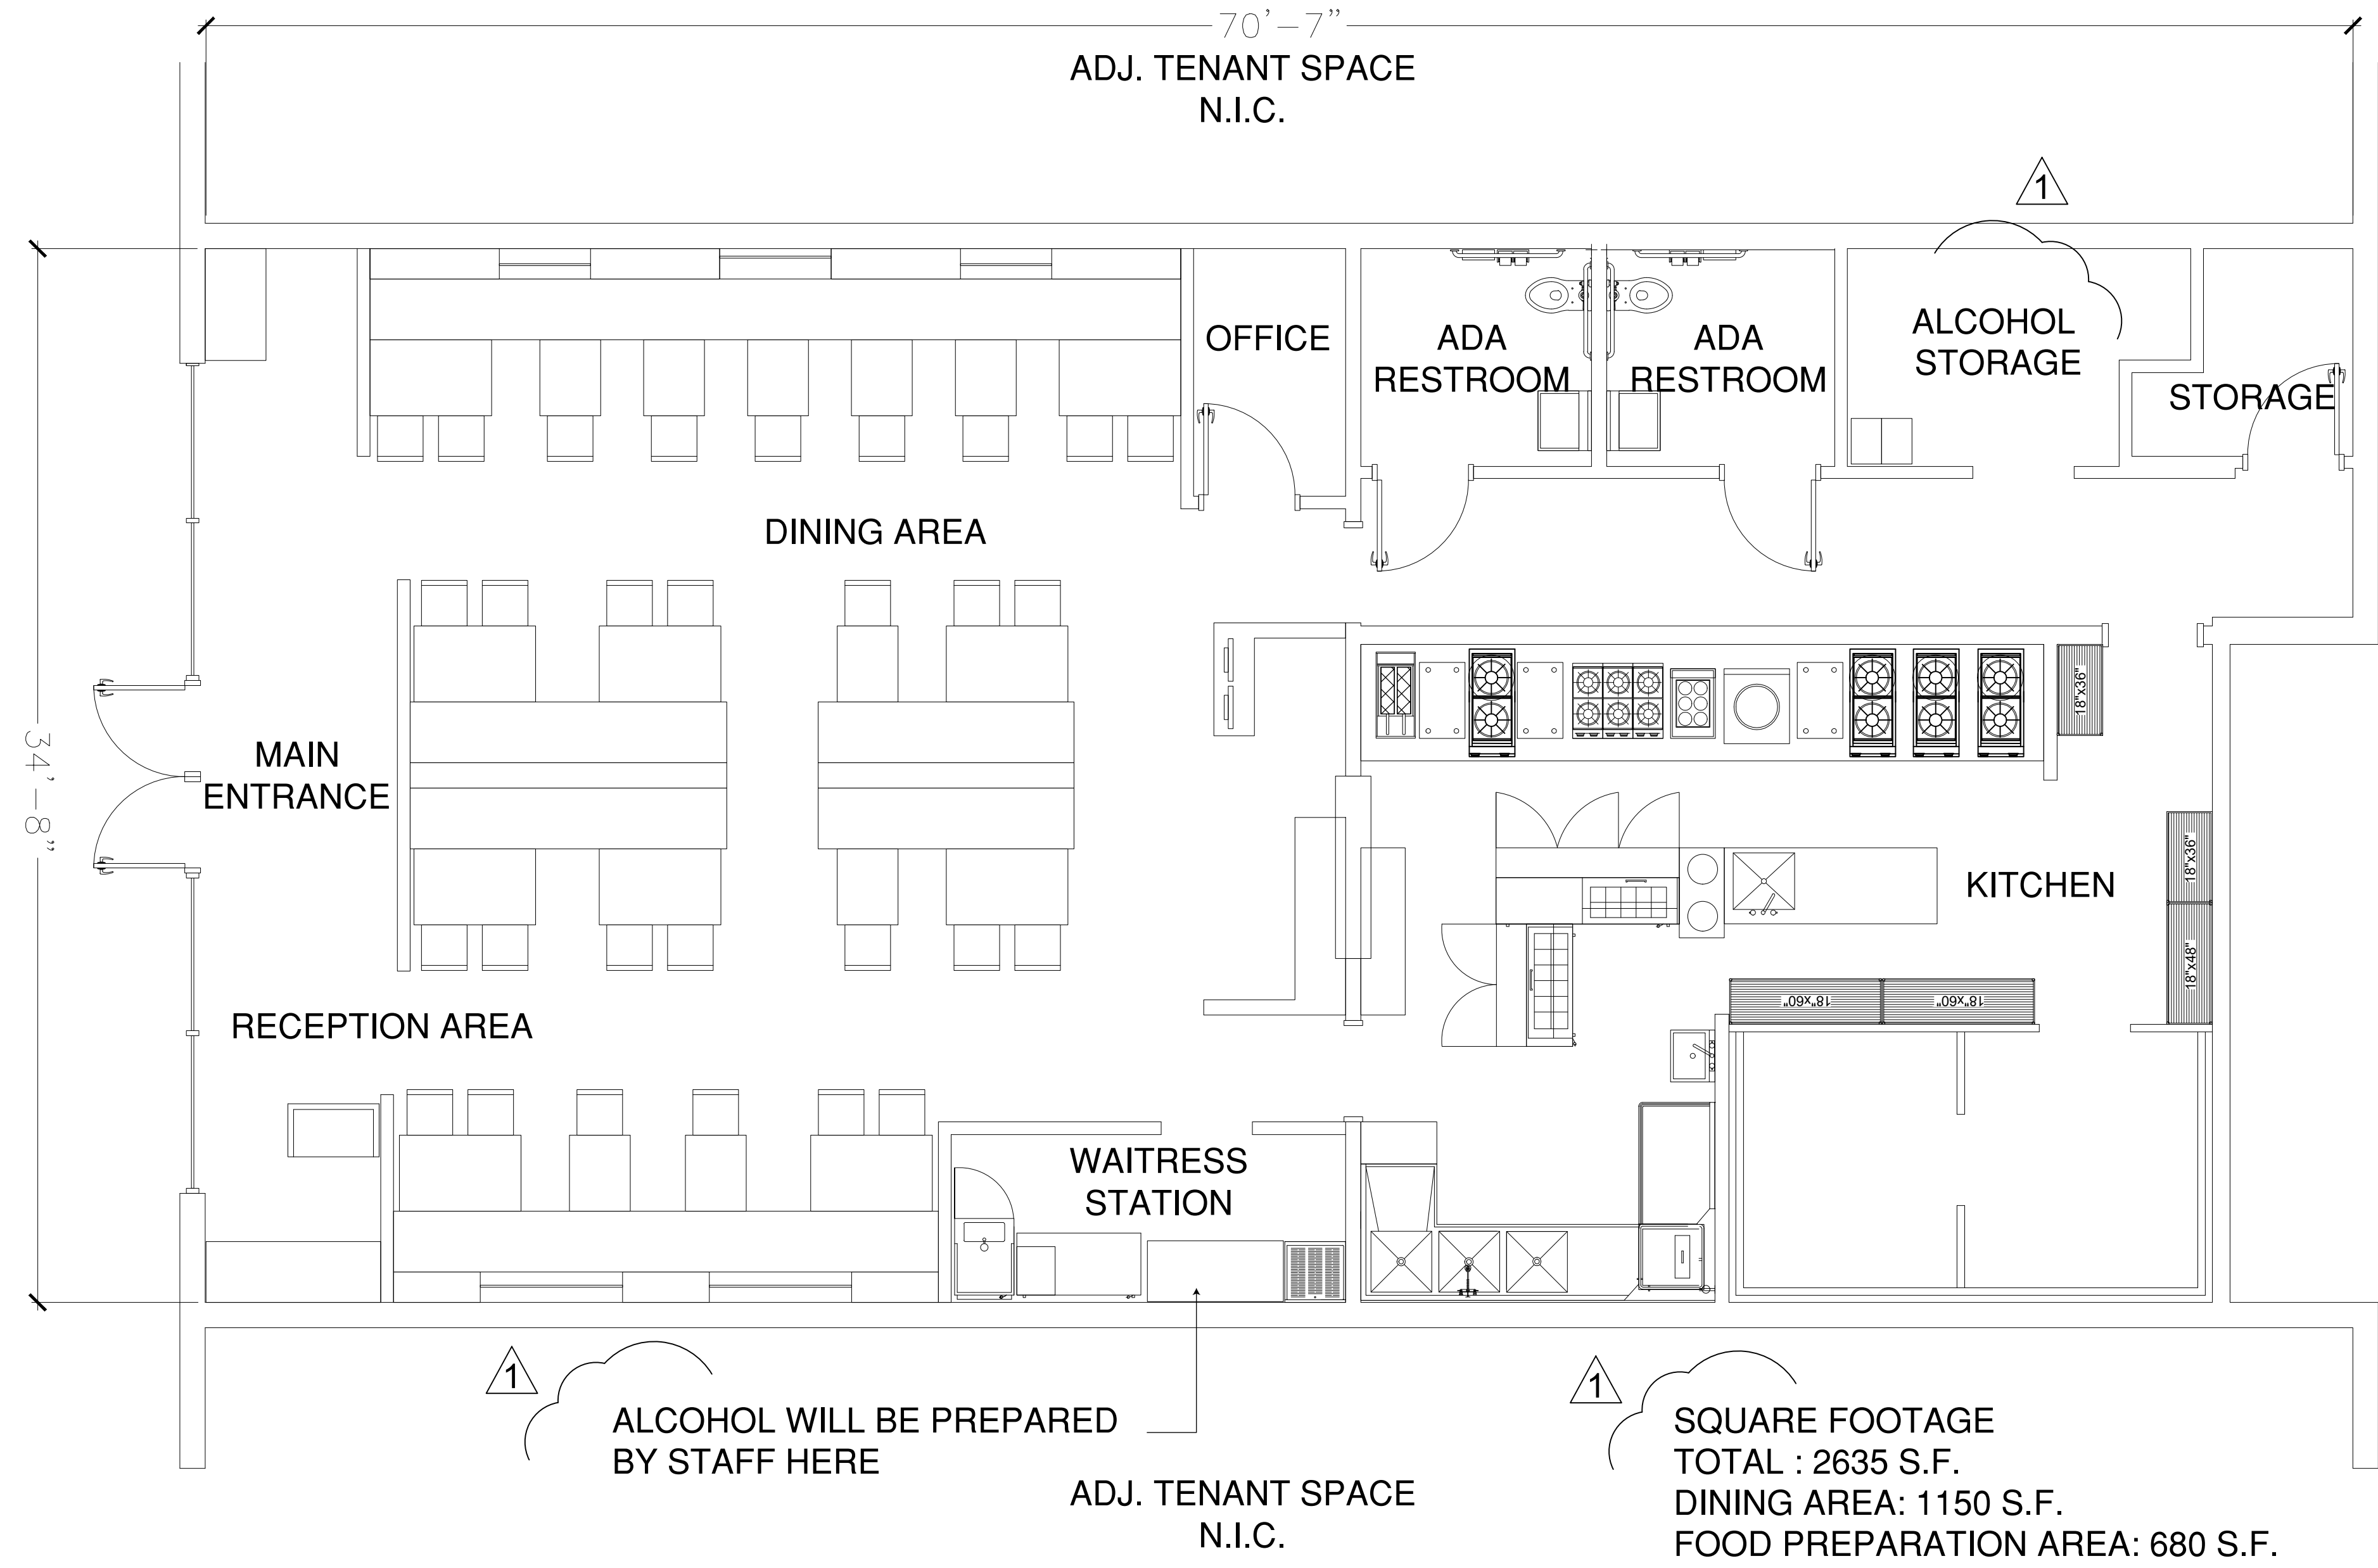 70'-7"
ADJ. TENANT SPACE
N.I.C.
1
OFFICE
ADA
RESTROOM
ADA
RESTROOM
ALCOHOL
STORAGE
STORAGE
DINING AREA
34'-8"
MAIN
ENTRANCE
18"x36"
KITCHEN
18"x36"
18"x48"
18"x60"
18"x60"
RECEPTION AREA
WAITRESS
STATION
1
ALCOHOL WILL BE PREPARED
BY STAFF HERE
ADJ. TENANT SPACE
N.I.C.
1
SQUARE FOOTAGE
TOTAL : 2635 S.F.
DINING AREA: 1150 S.F.
FOOD PREPARATION AREA: 680 S.F.